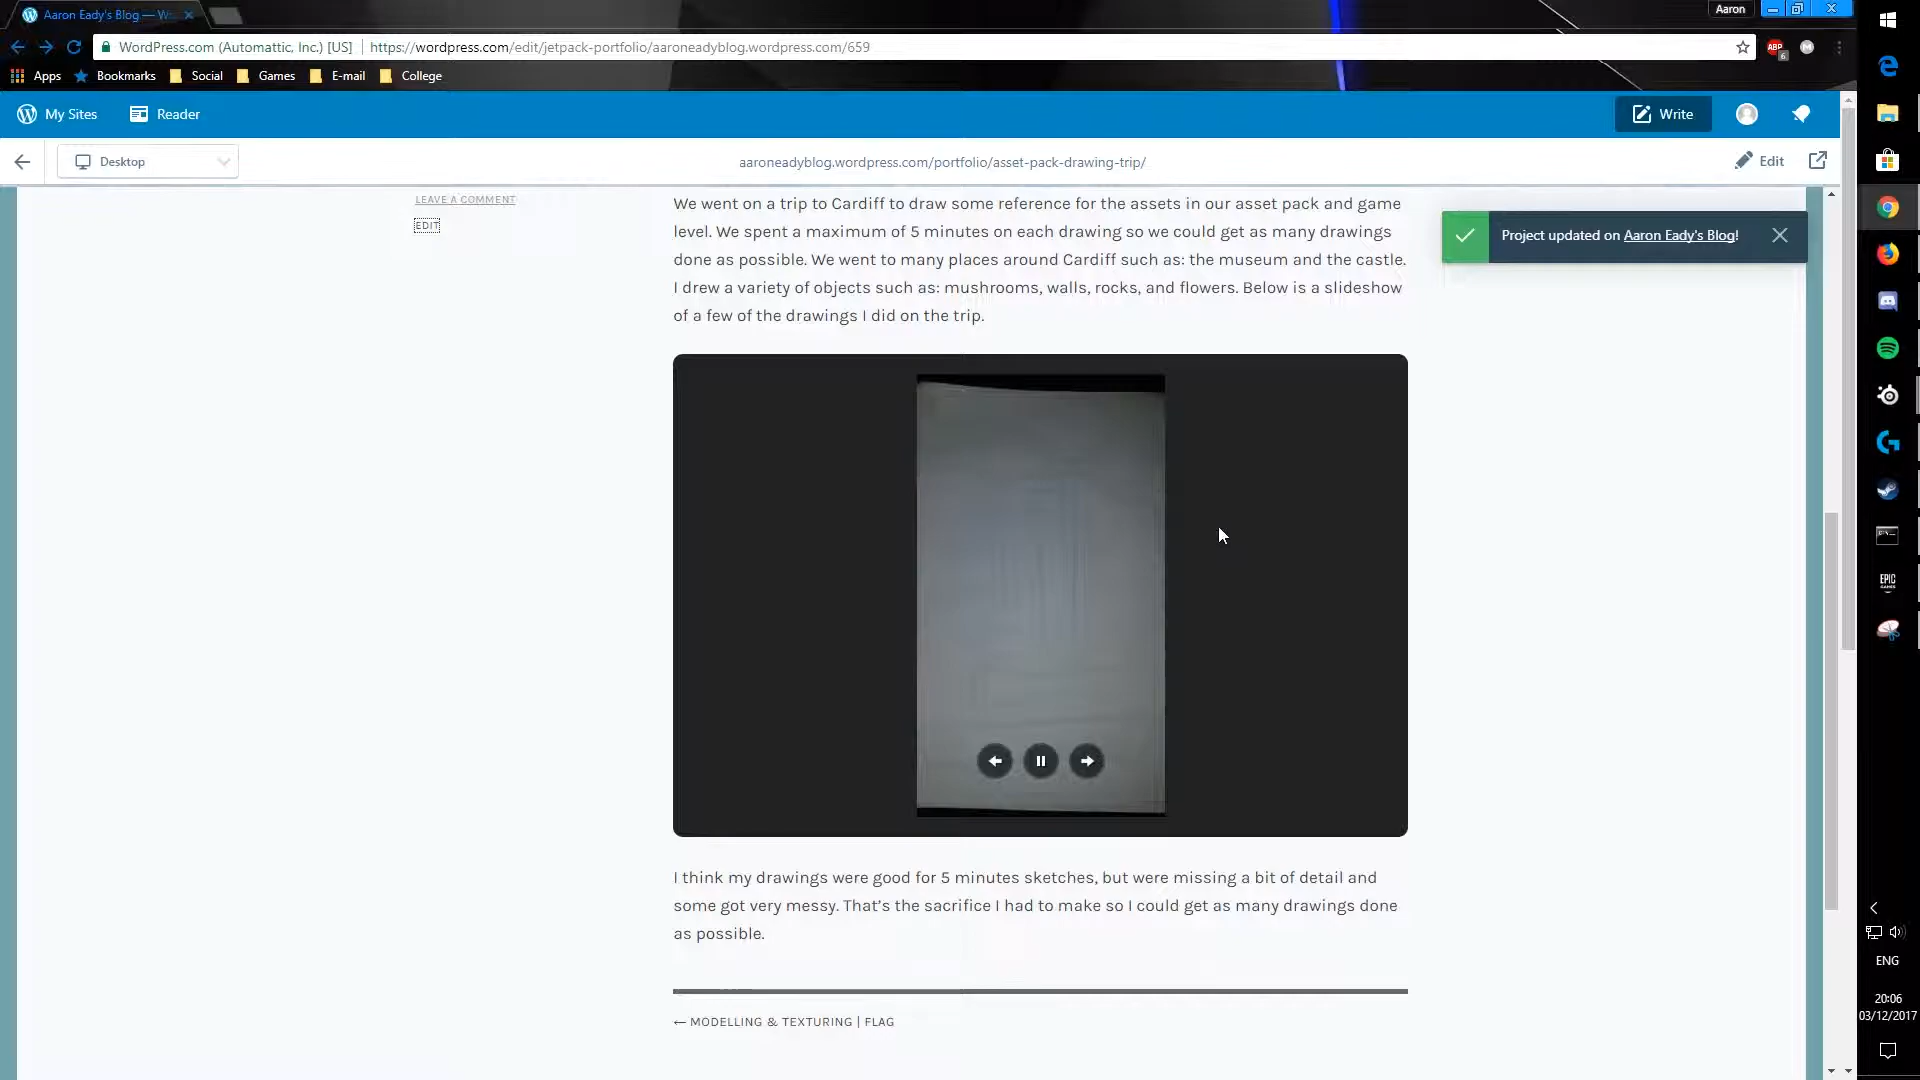 Aaron Eady's Blog — W
Aaron
WordPress.com (Automattic, Inc.) [US]
https://wordpress.com/edit/jetpack-portfolio/aaroneadyblog.wordpress.com/659
ABP
6
M
Apps
Bookmarks
Social
Games
E-mail
College
My Sites
Reader
Write
Desktop
aaroneadyblog.wordpress.com/portfolio/asset-pack-drawing-trip/
Edit
LEAVE A COMMENT
EDIT
We went on a trip to Cardiff to draw some reference for the assets in our asset pack and game
level. We spent a maximum of 5 minutes on each drawing so we could get as many drawings
done as possible. We went to many places around Cardiff such as: the museum and the castle.
I drew a variety of objects such as: mushrooms, walls, rocks, and flowers. Below is a slideshow
of a few of the drawings I did on the trip.
Project updated on Aaron Eady's Blog!
I think my drawings were good for 5 minutes sketches, but were missing a bit of detail and
some got very messy. That's the sacrifice I had to make so I could get as many drawings done
as possible.
← MODELLING & TEXTURING | FLAG
EPIC
GAMES
ENG
20:06
03/12/2017